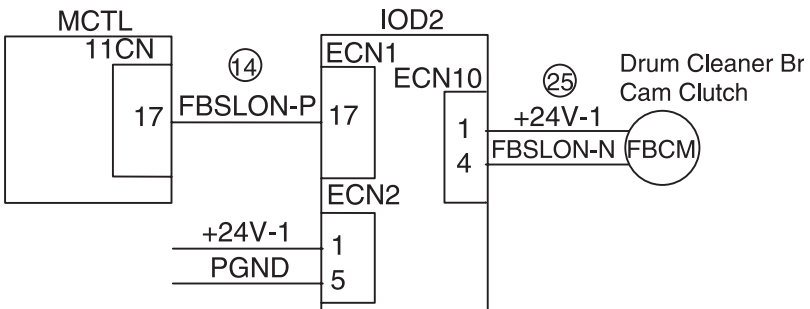 MCTL
IOD2
11CN
14
ECN1
ECN10
25
Drum Cleaner Br
Cam Clutch
17
FBSLON-P
17
1
+24V-1
4
FBSLON-N
FBCM
ECN2
+24V-1
1
PGND
5